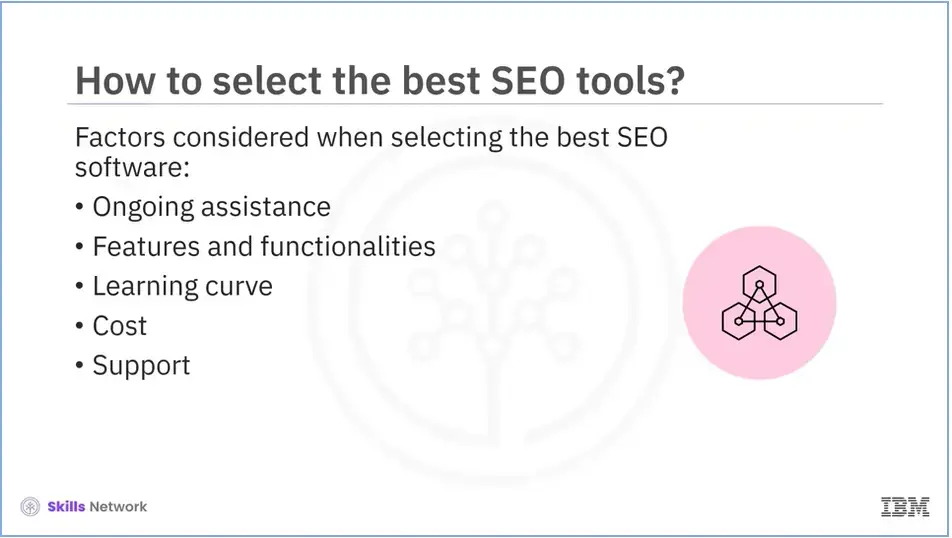 How to select the best SEO tools?
Factors considered when selecting the best SEO
software:
• Ongoing assistance
• Features and functionalities
• Learning curve
• Cost
• Support
Skills Network
IBM